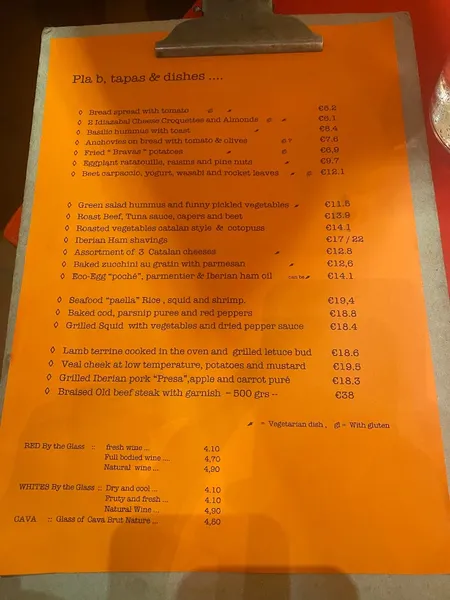 Pla b, tapas & dishes ....
◊ Bread spread with tomato €6.2
◊ 2 Idiazabal Cheese Croquettes and Almonds €6.1
◊ Basilic hummus with toast €8.4
◊ Anchovies on bread with tomato & olives €7.6
◊ Fried " Bravas " potatoes €6,9
◊ Eggplant ratatouille, raisins and pine nuts €9.7
◊ Beet carpaccio, yogurt, wasabi and rocket leaves €12.1
◊ Green salad hummus and funny pickled vegetables €11.5
◊ Roast Beef, Tuna sauce, capers and beet €13.9
◊ Roasted vegetables catalan style & cotopuss €14.1
◊ Iberian Ham shavings €17 / 22
◊ Assortment of 3 Catalan cheeses €12.8
◊ Baked zucchini au gratin with parmesan €12,6
◊ Eco-Egg "poché", parmentier & Iberian ham oil can be €14.1
◊ Seafood "paella" Rice , squid and shrimp. €19,4
◊ Baked cod, parsnip puree and red peppers €18.8
◊ Grilled Squid with vegetables and dried pepper sauce €18.4
◊ Lamb terrine cooked in the oven and grilled letuce bud €18.6
◊ Veal cheek at low temperature, potatoes and mustard €19.5
◊ Grilled Iberian pork "Presa",apple and carrot puré €18.3
◊ Braised Old beef steak with garnish ~500 grs -- €38
= Vegetarian dish , = With gluten
RED By the Glass :: fresh wine ... 4.10
Full bodied wine ... 4,70
Natural wine ... 4,90
WHITES By the Glass :: Dry and cool ... 4.10
Fruty and fresh ... 4.10
Natural Wine ... 4,90
CAVA :: Glass of Cava Brut Nature ... 4,80